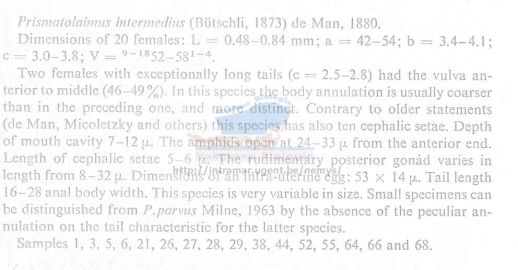 Prismatolaimus intermedius (Bütschli, 1873) de Man, 1880.
Dimensions of 20 females: L = 0.48–0.84 mm; a = 42–54; b = 3.4–4.1;
c = 3.0–3.8; V = 9–18 52–58 1–4.
Two females with exceptionally long tails (c = 2.5–2.8) had the vulva an-
terior to middle (46–49%). In this species the body annulation is usually coarser
than in the preceding one, and more distinct. Contrary to older statements
(de Man, Micoletzky and others) this species has also ten cephalic setae. Depth
of mouth cavity 7–12 μ. The amphids open at 24–33 μ from the anterior end.
Length of cephalic setae 5–6 μ. The rudimentary posterior gonad varies in
length from 8–32 μ. Dimensions of an intra-uterine egg: 53 × 14 μ. Tail length
http://intramar.ugent.be/nemys/
16–28 anal body width. This species is very variable in size. Small specimens can
be distinguished from P. parvus Milne, 1963 by the absence of the peculiar an-
nulation on the tail characteristic for the latter species.
Samples 1, 3, 5, 6, 21, 26, 27, 28, 29, 38, 44, 52, 55, 64, 66 and 68.